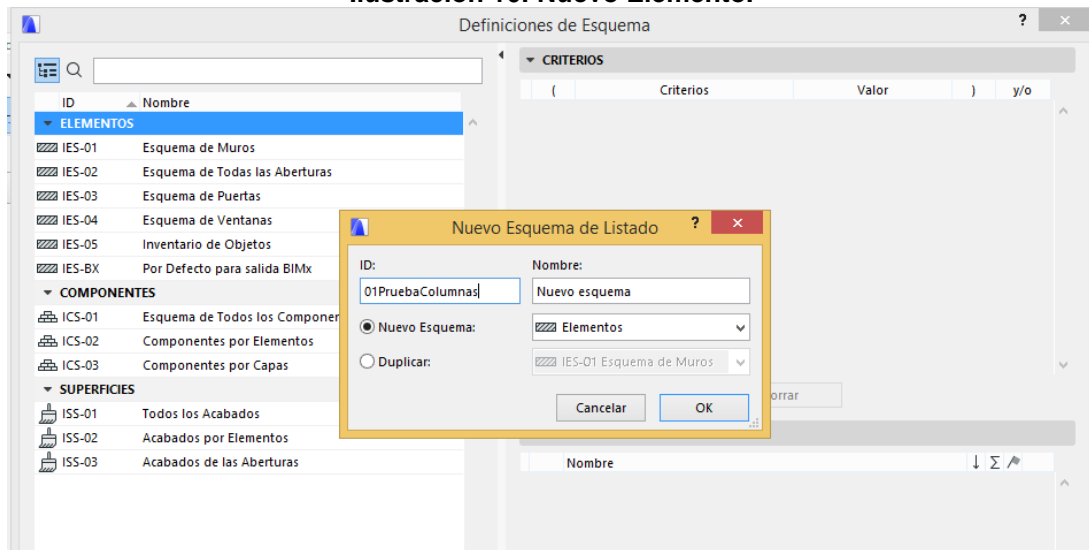 Ilustración 10. Nuevo Elemento.
Definiciones de Esquema
?
ID
Nombre
ELEMENTOS
IES-01 Esquema de Muros
IES-02 Esquema de Todas las Aberturas
IES-03 Esquema de Puertas
IES-04 Esquema de Ventanas
IES-05 Inventario de Objetos
IES-BX Por Defecto para salida BIMx
COMPONENTES
ICS-01 Esquema de Todos los Componer
ICS-02 Componentes por Elementos
ICS-03 Componentes por Capas
SUPERFICIES
ISS-01 Todos los Acabados
ISS-02 Acabados por Elementos
ISS-03 Acabados de las Aberturas
CRITERIOS
( Criterios Valor ) y/o
Nuevo Esquema de Listado ?
ID: Nombre:
01PruebaColumnas Nuevo esquema
Nuevo Esquema: Elementos
Duplicar: IES-01 Esquema de Muros
Cancelar OK
orrar
Nombre ↓ Σ